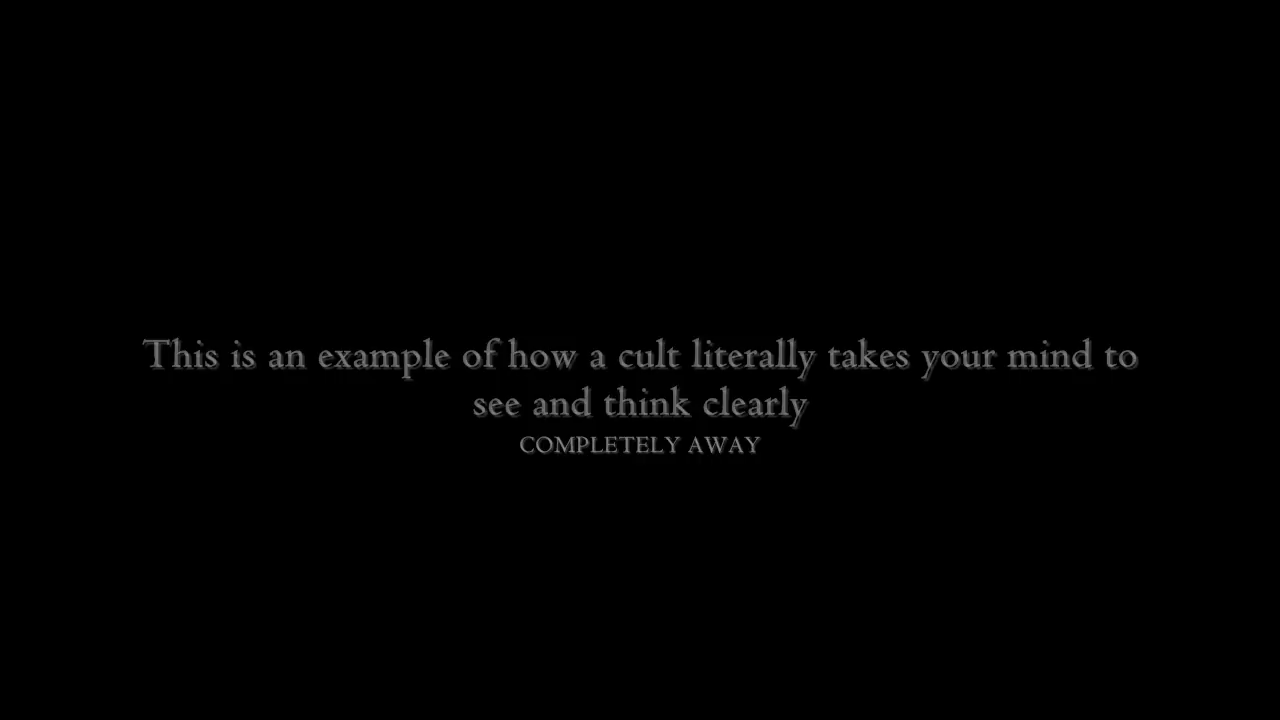 This is an example of how a cult literally takes your mind to
see and think clearly
COMPLETELY AWAY